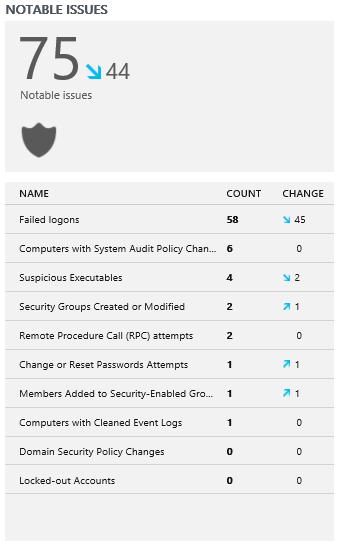 NOTABLE ISSUES
75 ↘ 44
Notable issues
NAME COUNT CHANGE
Failed logons 58 ↘ 45
Computers with System Audit Policy Chan... 6 0
Suspicious Executables 4 ↘ 2
Security Groups Created or Modified 2 ↗ 1
Remote Procedure Call (RPC) attempts 2 0
Change or Reset Passwords Attempts 1 ↗ 1
Members Added to Security-Enabled Gro... 1 ↗ 1
Computers with Cleaned Event Logs 1 0
Domain Security Policy Changes 0 0
Locked-out Accounts 0 0